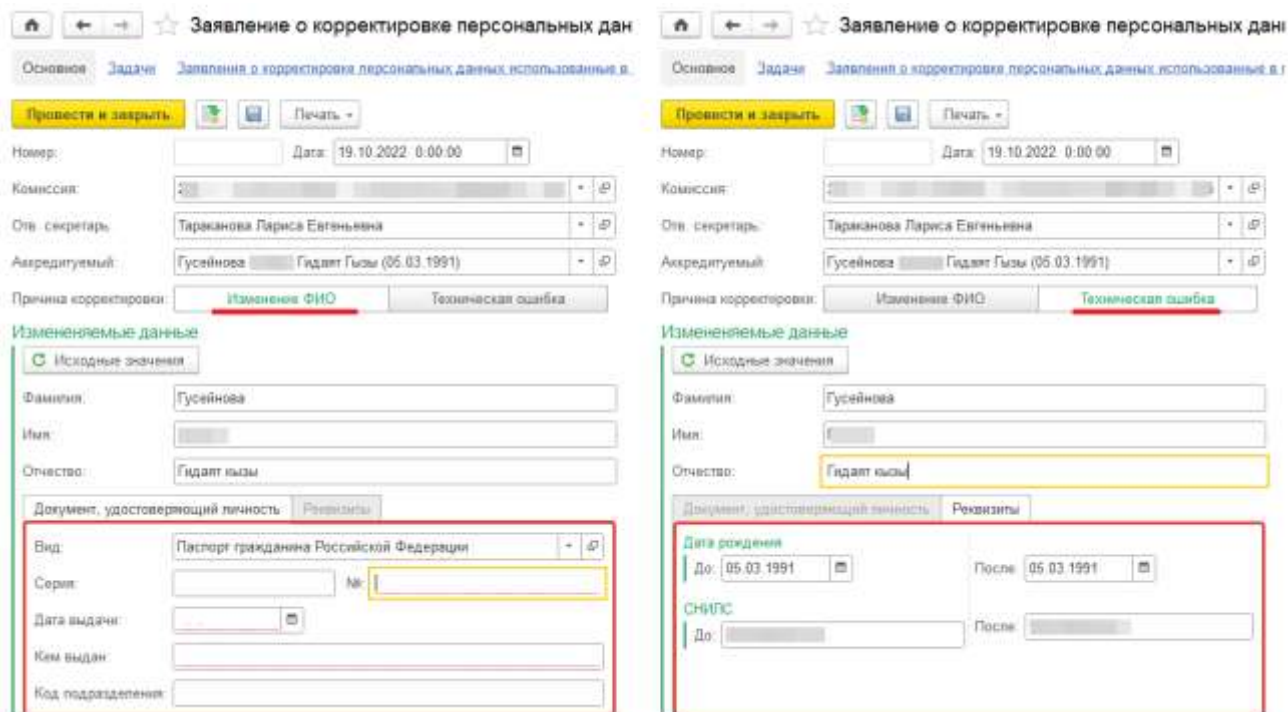 Заявление о корректировке персональных дан
Основное Задачи Заявления о корректировке персональных данных использованные в
Провести и закрыть Печать
Номер: Дата: 19.10.2022 0:00:00
Комиссия:
Отв. секретарь: Тараканова Лариса Евгеньевна
Аккредитуемый: Гусейнова Гидаят Гызы (05.03.1991)
Причина корректировки: Изменение ФИО Техническая ошибка
Измененяемые данные
Исходные значения
Фамилия: Гусейнова
Имя:
Отчество: Гидаят кызы
Документ, удостоверяющий личность Реквизиты
Вид: Паспорт гражданина Российской Федерации
Серия: №:
Дата выдачи:
Кем выдан:
Код подразделения:
Заявление о корректировке персональных данн
Основное Задачи Заявления о корректировке персональных данных использованные в г
Провести и закрыть Печать
Номер: Дата: 19.10.2022 0:00:00
Комиссия:
Отв. секретарь: Тараканова Лариса Евгеньевна
Аккредитуемый: Гусейнова Гидаят Гызы (05.03.1991)
Причина корректировки: Изменение ФИО Техническая ошибка
Измененяемые данные
Исходные значения
Фамилия: Гусейнова
Имя:
Отчество: Гидаят кызы
Документ, удостоверяющий личность Реквизиты
Дата рождения
До: 05.03.1991 После: 05.03.1991
СНИЛС
До: После: